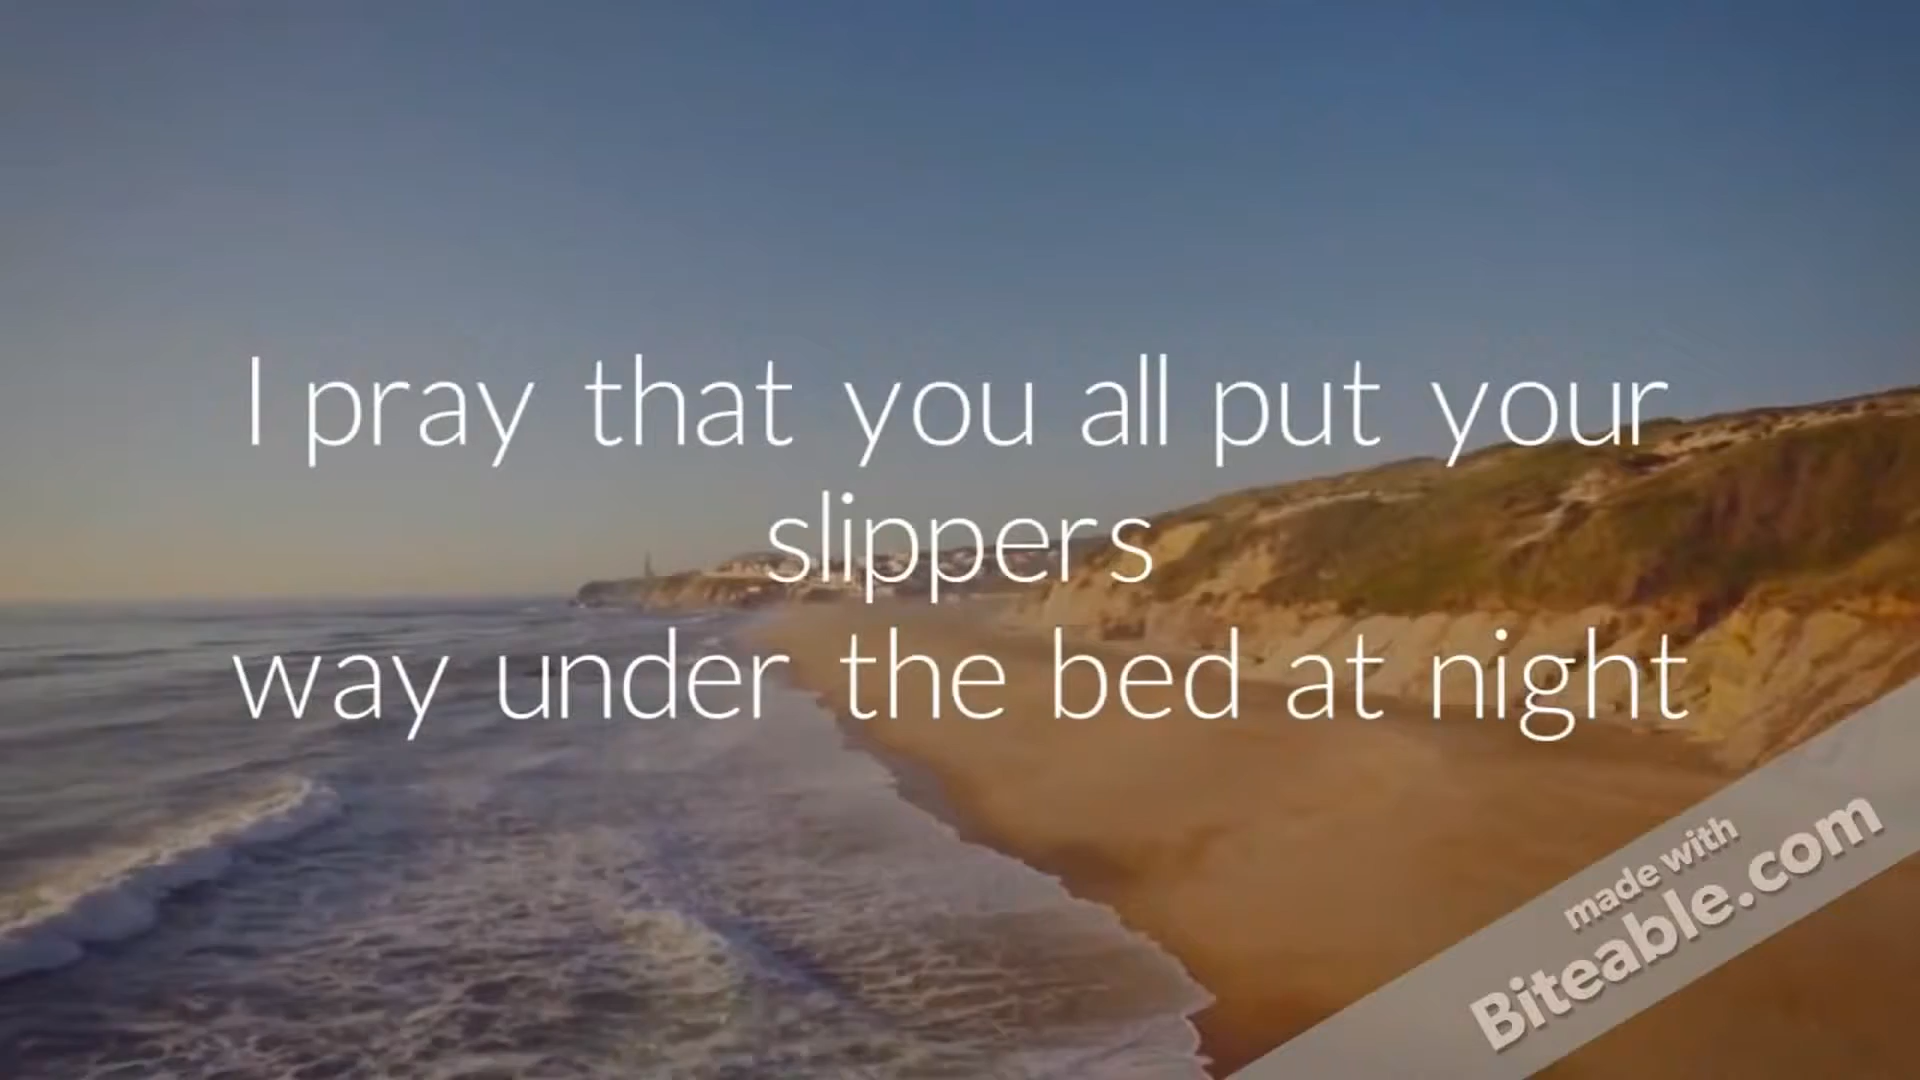 I pray that you all put your
slippers
way under the bed at night
made with
Biteable.com